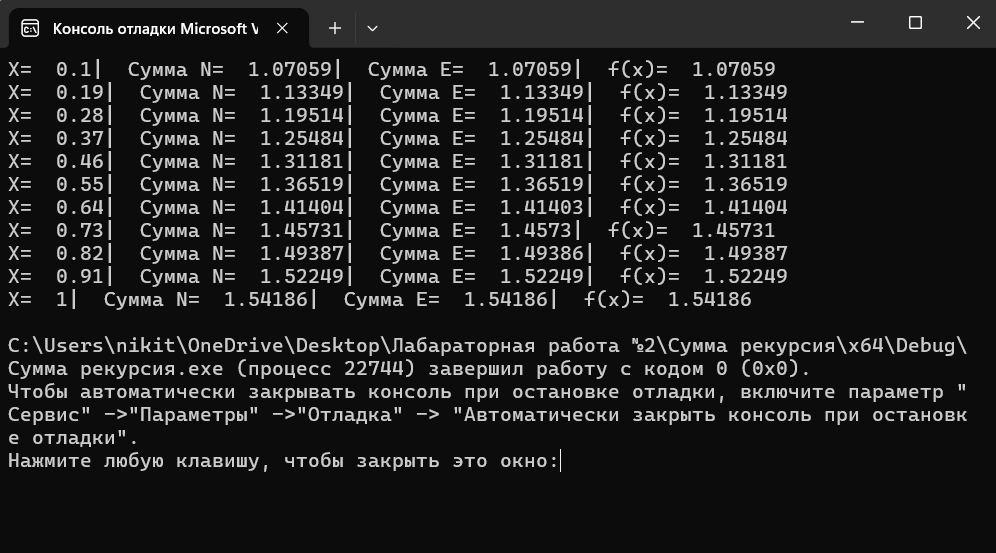 Консоль отладки Microsoft V
X=  0.1|  Сумма N=  1.07059|  Сумма E=  1.07059|  f(x)=  1.07059
X=  0.19|  Сумма N=  1.13349|  Сумма E=  1.13349|  f(x)=  1.13349
X=  0.28|  Сумма N=  1.19514|  Сумма E=  1.19514|  f(x)=  1.19514
X=  0.37|  Сумма N=  1.25484|  Сумма E=  1.25484|  f(x)=  1.25484
X=  0.46|  Сумма N=  1.31181|  Сумма E=  1.31181|  f(x)=  1.31181
X=  0.55|  Сумма N=  1.36519|  Сумма E=  1.36519|  f(x)=  1.36519
X=  0.64|  Сумма N=  1.41404|  Сумма E=  1.41403|  f(x)=  1.41404
X=  0.73|  Сумма N=  1.45731|  Сумма E=  1.4573|  f(x)=  1.45731
X=  0.82|  Сумма N=  1.49387|  Сумма E=  1.49386|  f(x)=  1.49387
X=  0.91|  Сумма N=  1.52249|  Сумма E=  1.52249|  f(x)=  1.52249
X=  1|  Сумма N=  1.54186|  Сумма E=  1.54186|  f(x)=  1.54186
C:\Users\nikit\OneDrive\Desktop\Лабараторная работа №2\Сумма рекурсия\x64\Debug\
Сумма рекурсия.exe (процесс 22744) завершил работу с кодом 0 (0x0).
Чтобы автоматически закрывать консоль при остановке отладки, включите параметр "
Сервис" ->"Параметры" ->"Отладка" -> "Автоматически закрыть консоль при остановк
е отладки".
Нажмите любую клавишу, чтобы закрыть это окно: